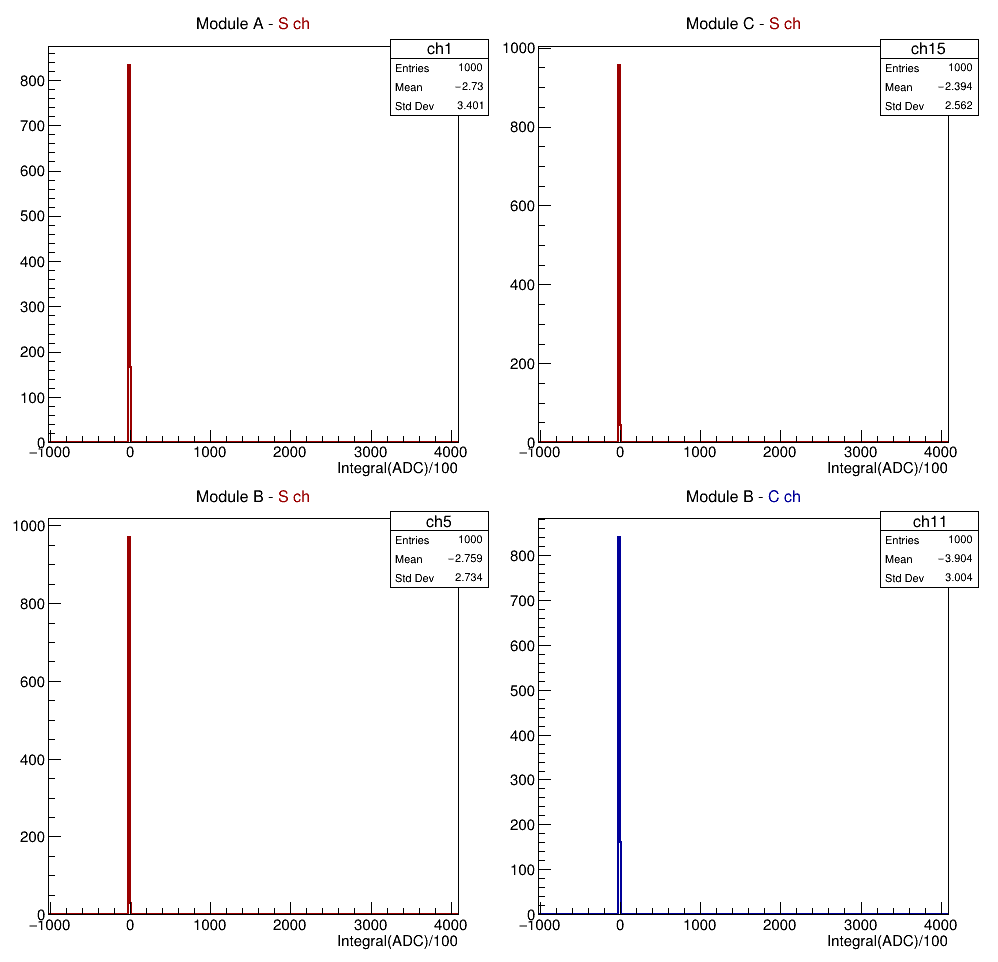 Module A - S ch
ch1
Entries 1000
Mean −2.73
Std Dev 3.401
0
100
200
300
400
500
600
700
800
−1000 0 1000 2000 3000 4000
Integral(ADC)/100
Module C - S ch
ch15
Entries 1000
Mean −2.394
Std Dev 2.562
0
200
400
600
800
1000
−1000 0 1000 2000 3000 4000
Integral(ADC)/100
Module B - S ch
ch5
Entries 1000
Mean −2.759
Std Dev 2.734
0
200
400
600
800
1000
−1000 0 1000 2000 3000 4000
Integral(ADC)/100
Module B - C ch
ch11
Entries 1000
Mean −3.904
Std Dev 3.004
0
100
200
300
400
500
600
700
800
−1000 0 1000 2000 3000 4000
Integral(ADC)/100